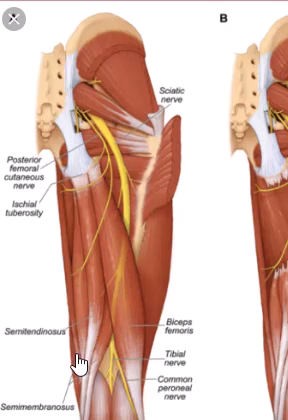 B
Sciatic
nerve
Posterior
femoral
cutaneous
nerve
Ischial
tuberosity
Semitendinosus
Biceps
femoris
Tibial
nerve
Common
peroneal
nerve
Semimembranosus